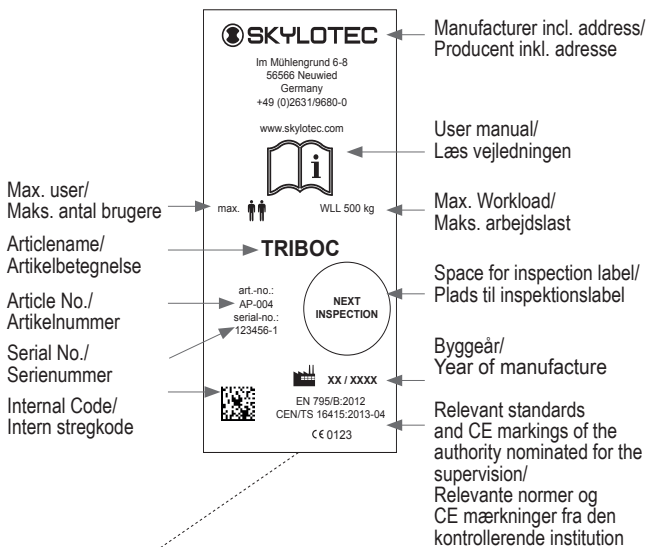 SKYLOTEC
Im Mühlengrund 6-8
56566 Neuwied
Germany
+49 (0)2631/9680-0
www.skylotec.com
i
max.
WLL 500 kg
TRIBOC
art.-no.:
AP-004
serial-no.:
123456-1
NEXT
INSPECTION
XX / XXXX
EN 795/B:2012
CEN/TS 16415:2013-04
CE 0123
Max. user/
Maks. antal brugere
Articlename/
Artikelbetegnelse
Article No./
Artikelnummer
Serial No./
Serienummer
Internal Code/
Intern stregkode
Manufacturer incl. address/
Producent inkl. adresse
User manual/
Læs vejledningen
Max. Workload/
Maks. arbejdslast
Space for inspection label/
Plads til inspektionslabel
Byggeår/
Year of manufacture
Relevant standards
and CE markings of the
authority nominated for the
supervision/
Relevante normer og
CE mærkninger fra den
kontrollerende institution